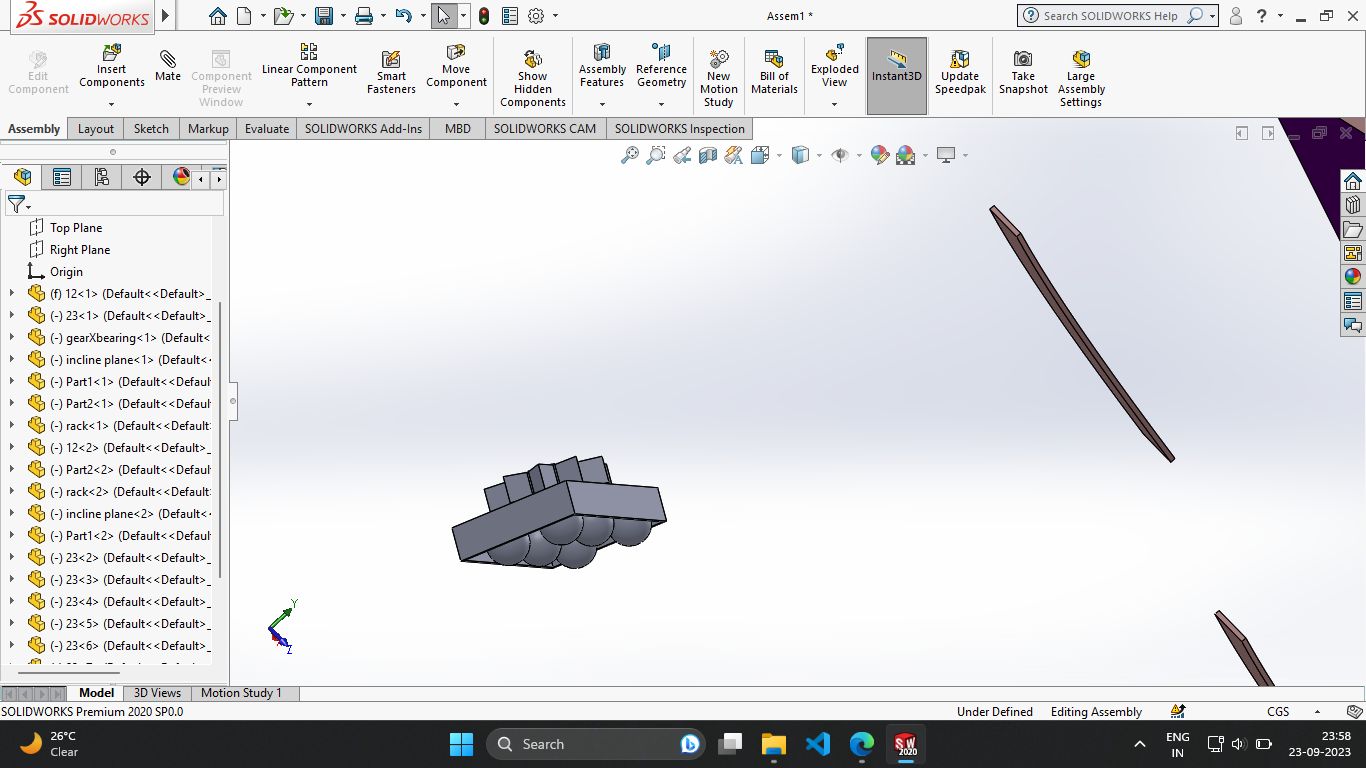 SOLIDWORKS
Assem1 *
Search SOLIDWORKS Help
?
Edit
Component
Insert
Components
Mate
Component
Preview
Window
Linear Component
Pattern
Smart
Fasteners
Move
Component
Show
Hidden
Components
Assembly
Features
Reference
Geometry
New
Motion
Study
Bill of
Materials
Exploded
View
Instant3D
Update
Speedpak
Take
Snapshot
Large
Assembly
Settings
Assembly
Layout
Sketch
Markup
Evaluate
SOLIDWORKS Add-Ins
MBD
SOLIDWORKS CAM
SOLIDWORKS Inspection
Top Plane
Right Plane
Origin
(f) 12<1> (Default<<Default>_
(-) 23<1> (Default<<Default>_
(-) gearXbearing<1> (Default<
(-) incline plane<1> (Default<
(-) Part1<1> (Default<<Defaul
(-) Part2<1> (Default<<Defaul
(-) rack<1> (Default<<Default
(-) 12<2> (Default<<Default>_
(-) Part2<2> (Default<<Defaul
(-) rack<2> (Default<<Default
(-) incline plane<2> (Default<
(-) Part1<2> (Default<<Defaul
(-) 23<2> (Default<<Default>_
(-) 23<3> (Default<<Default>_
(-) 23<4> (Default<<Default>_
(-) 23<5> (Default<<Default>_
(-) 23<6> (Default<<Default>_
Y
Z
Model
3D Views
Motion Study 1
SOLIDWORKS Premium 2020 SP0.0
Under Defined
Editing Assembly
CGS
26°C
Clear
Search
SW
2020
ENG
IN
23:58
23-09-2023